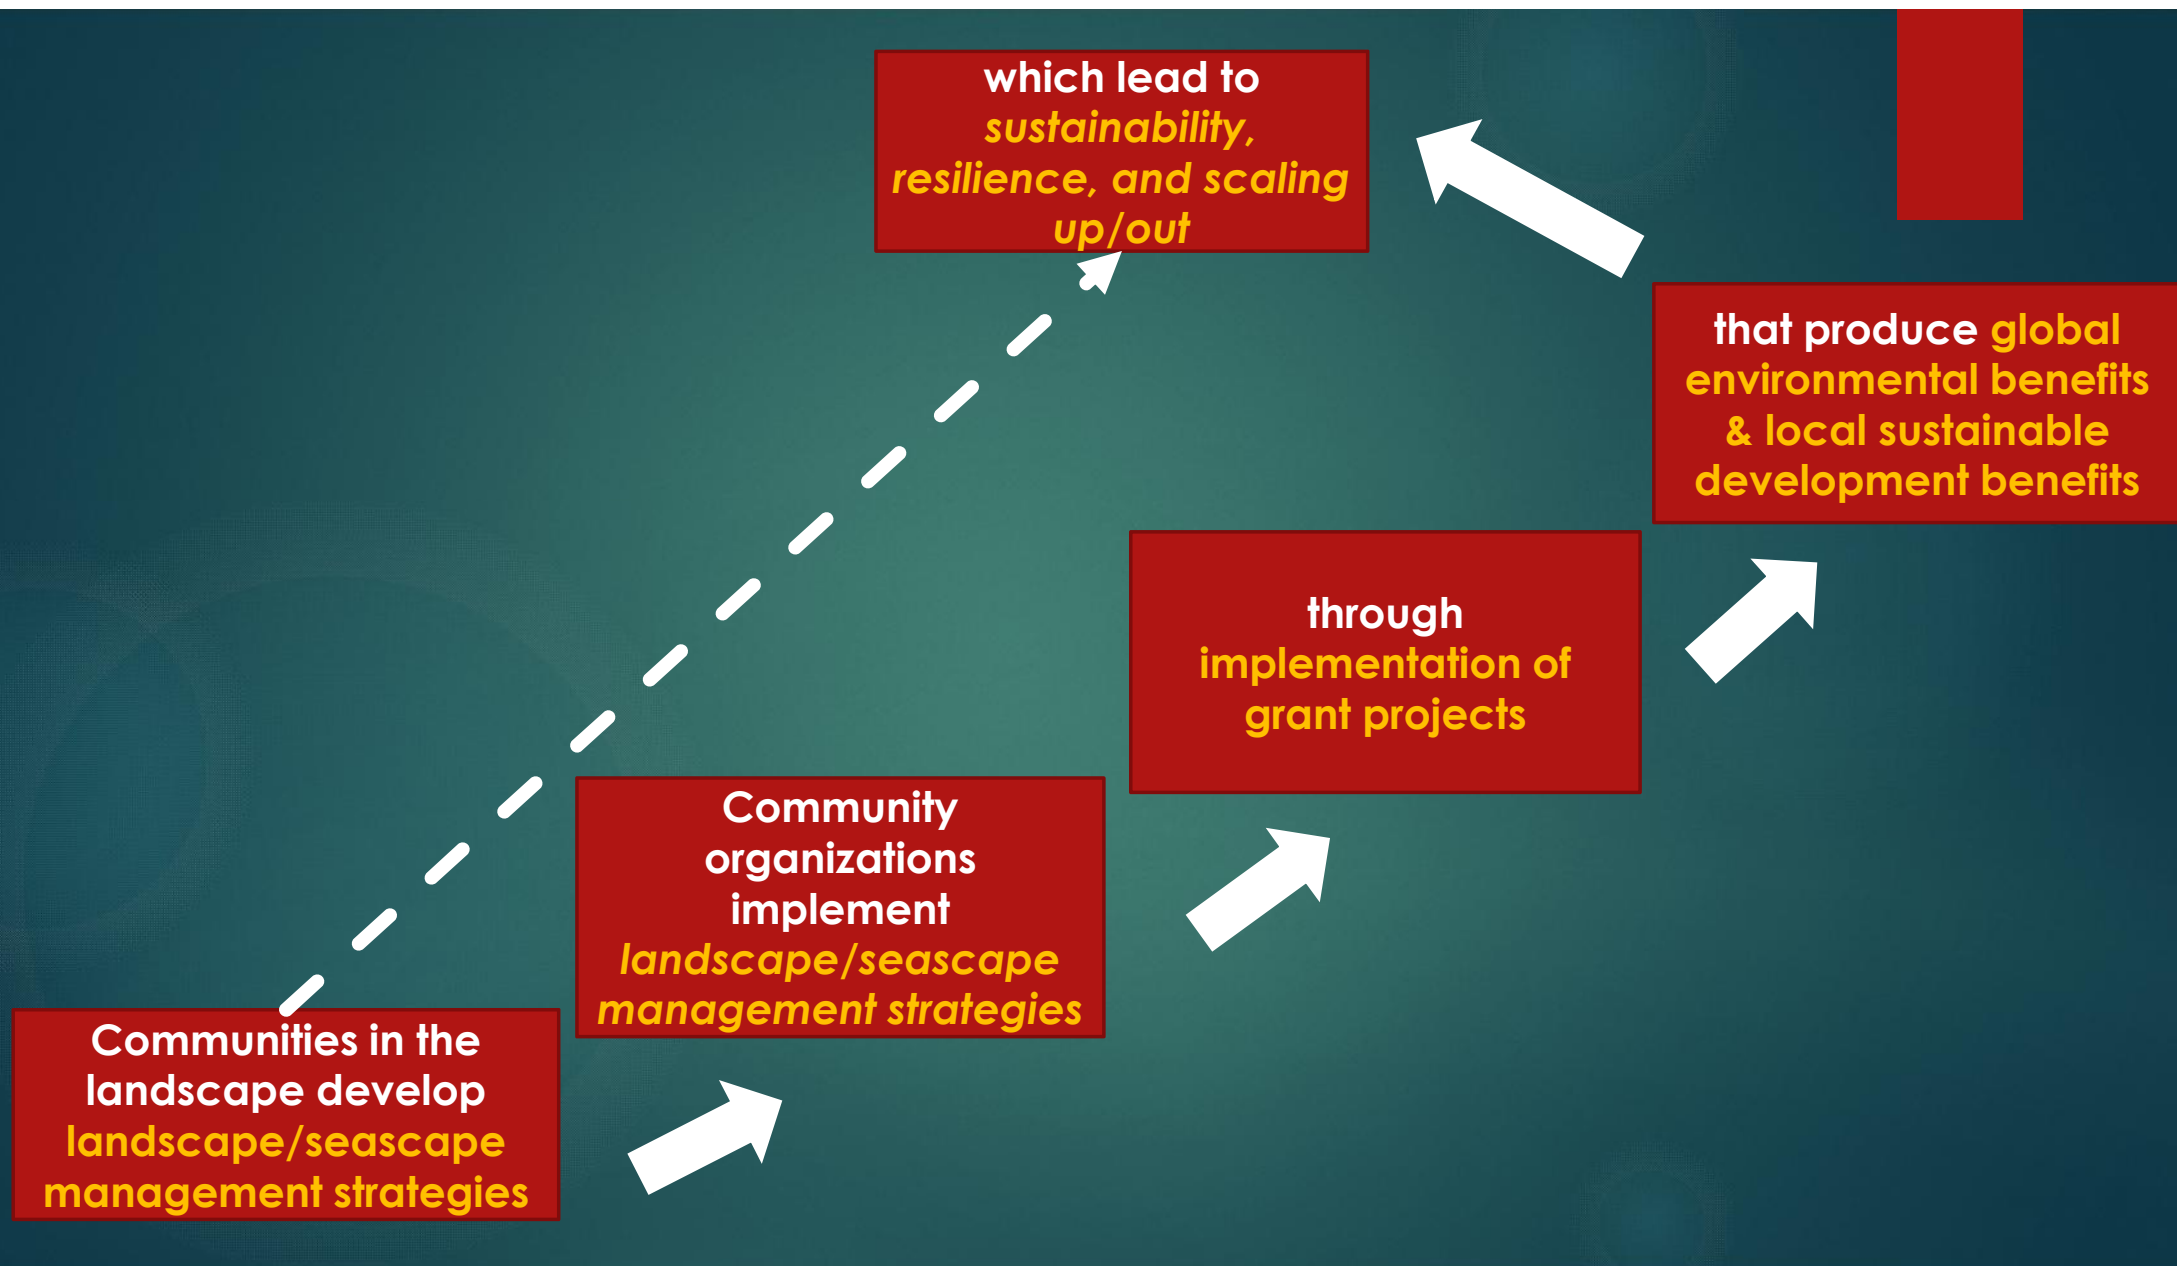 Communities in the
landscape develop
landscape/seascape
management strategies
Community
organizations
implement
landscape/seascape
management strategies
through
implementation of
grant projects
that produce global
environmental benefits
& local sustainable
development benefits
which lead to
sustainability,
resilience, and scaling
up/out